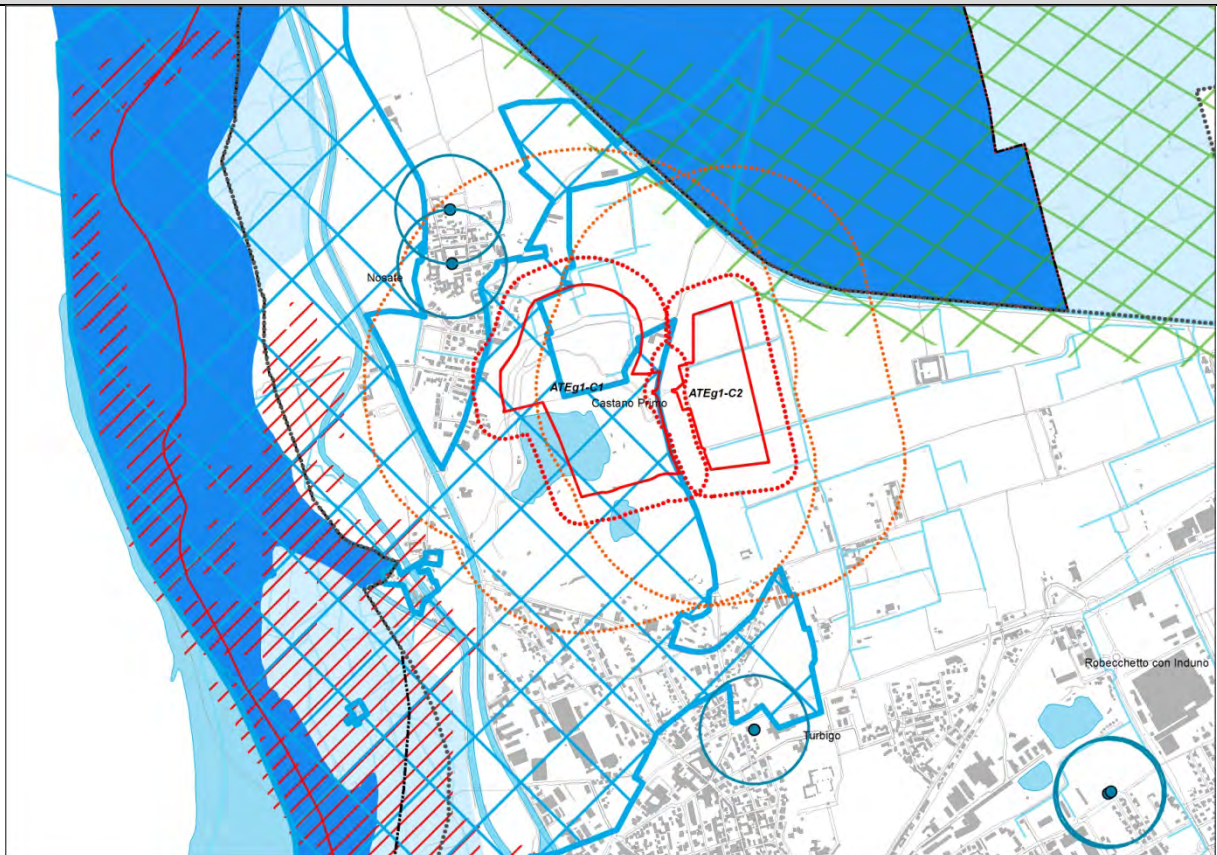 Nosate
ATEg1-C1
ATEg1-C2
Castano Primo
Robecchetto con Induno
Turbigo